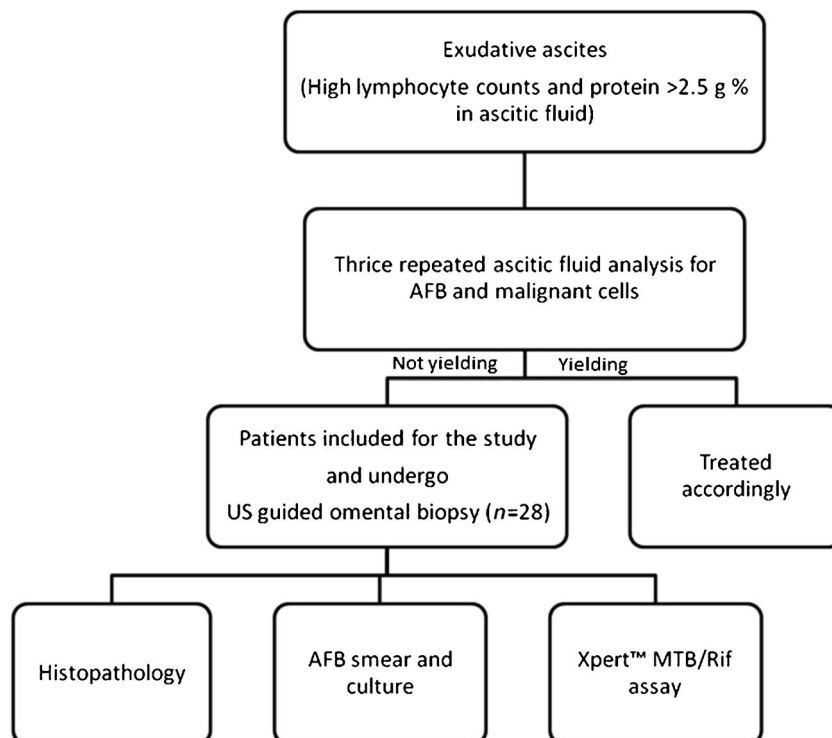 Exudative ascites
(High lymphocyte counts and protein >2.5 g %
in ascitic fluid)
Thrice repeated ascitic fluid analysis for
AFB and malignant cells
Not yielding
Yielding
Patients included for the study
and undergo
US guided omental biopsy (n=28)
Treated
accordingly
Histopathology
AFB smear and
culture
Xpert™ MTB/Rif
assay